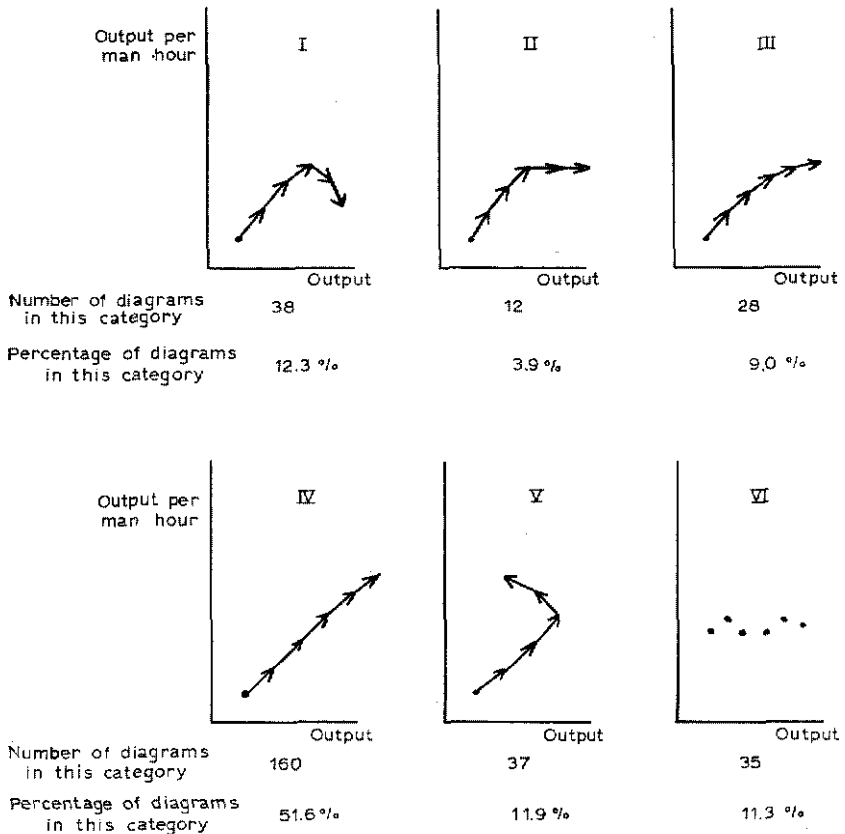 Output per
man hour
I
II
III
Output
Output
Output
Number of diagrams
in this category
38
12
28
Percentage of diagrams
in this category
12.3 %
3.9 %
9.0 %
Output per
man hour
IV
V
VI
Output
Output
Output
Number of diagrams
in this category
160
37
35
Percentage of diagrams
in this category
51.6 %
11.9 %
11.3 %